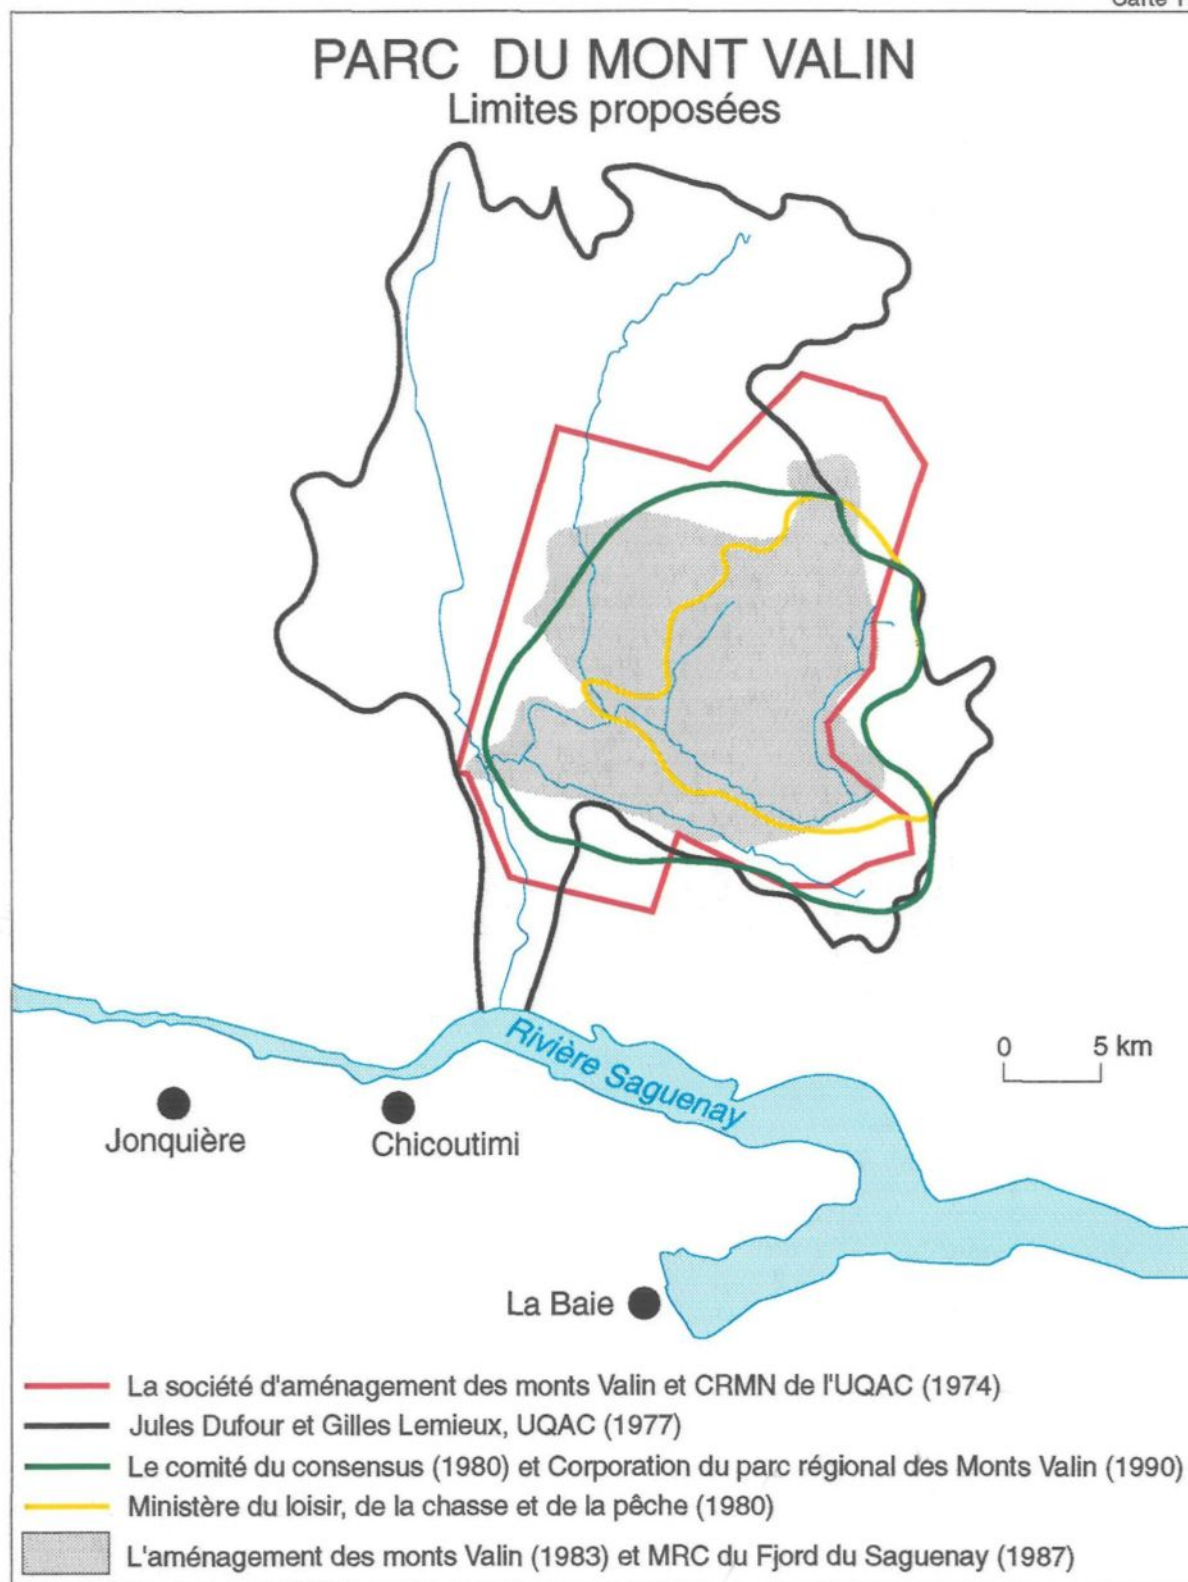 Carte 1
PARC DU MONT VALIN
Limites proposées
Rivière Saguenay
0 5 km
Jonquière
Chicoutimi
La Baie
La société d'aménagement des monts Valin et CRMN de l'UQAC (1974)
Jules Dufour et Gilles Lemieux, UQAC (1977)
Le comité du consensus (1980) et Corporation du parc régional des Monts Valin (1990)
Ministère du loisir, de la chasse et de la pêche (1980)
L'aménagement des monts Valin (1983) et MRC du Fjord du Saguenay (1987)